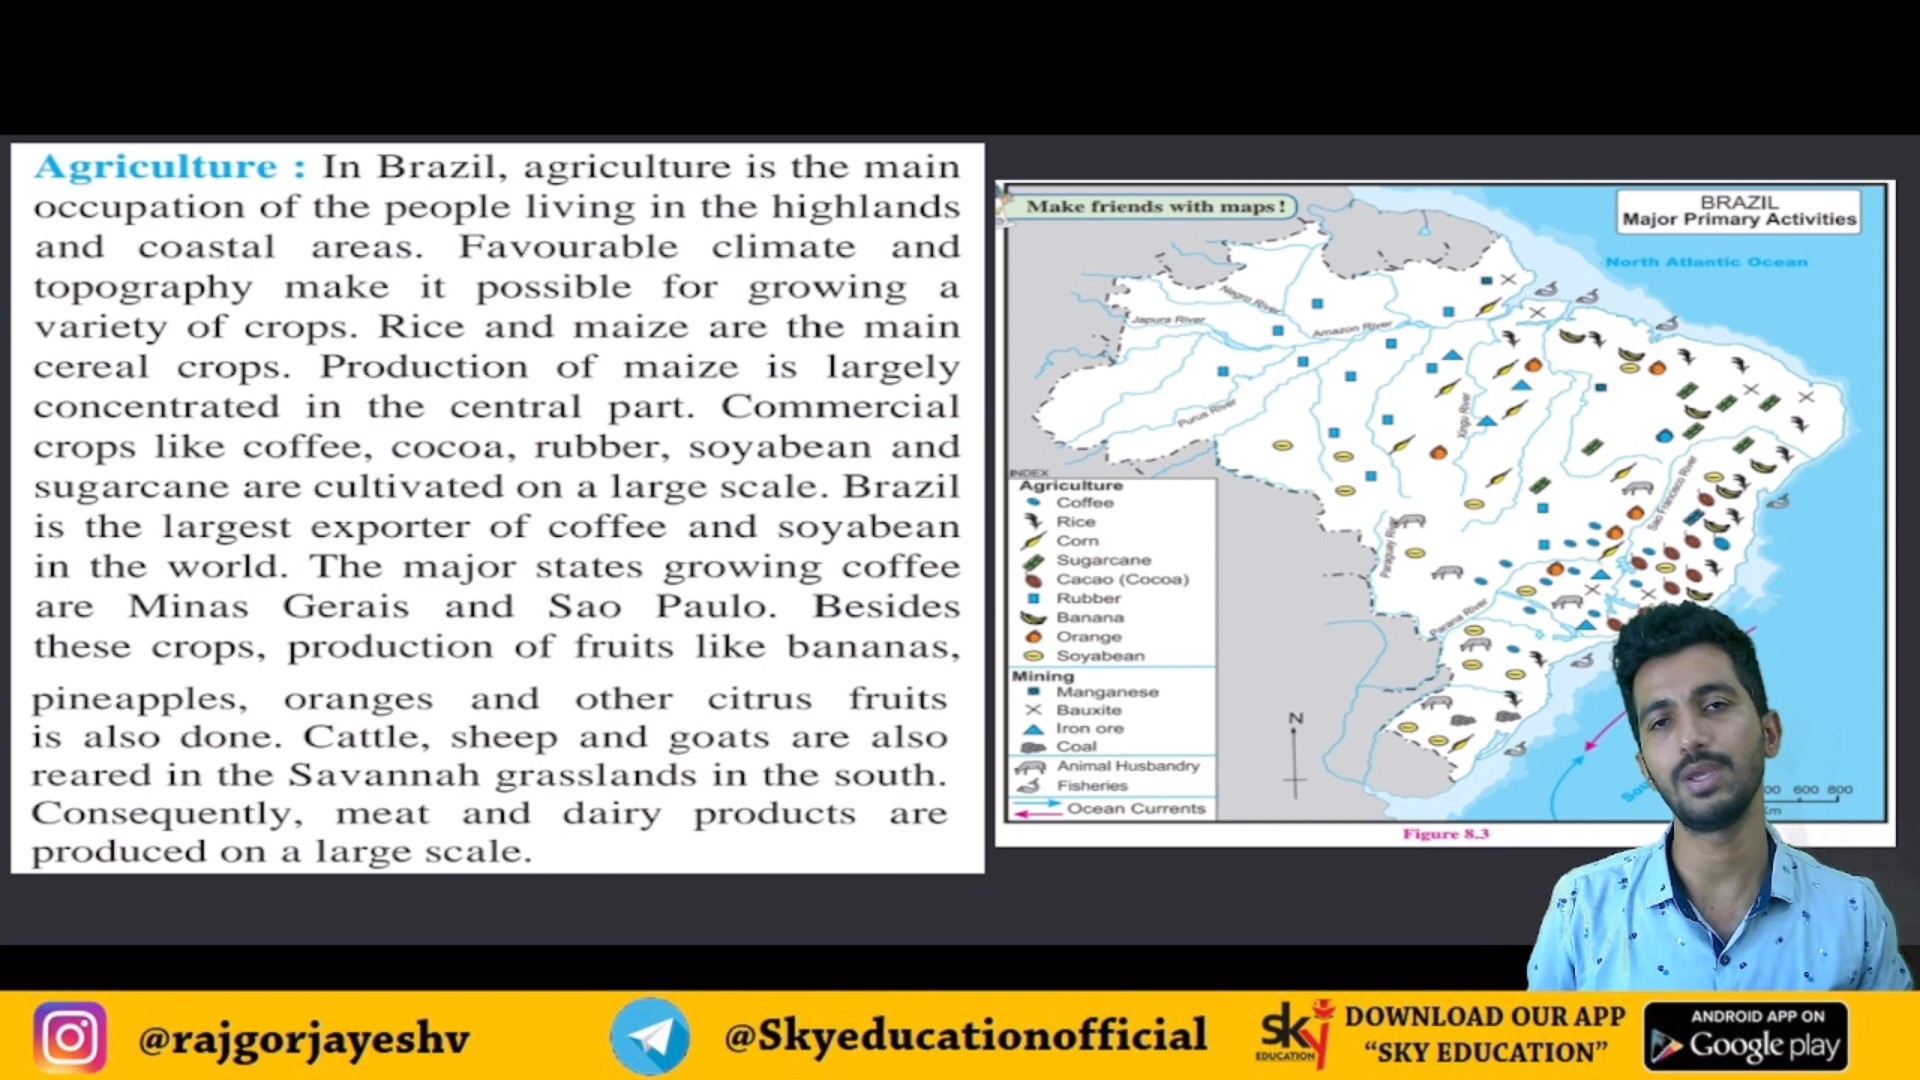 Agriculture : In Brazil, agriculture is the main
occupation of the people living in the highlands
and coastal areas. Favourable climate and
topography make it possible for growing a
variety of crops. Rice and maize are the main
cereal crops. Production of maize is largely
concentrated in the central part. Commercial
crops like coffee, cocoa, rubber, soyabean and
sugarcane are cultivated on a large scale. Brazil
is the largest exporter of coffee and soyabean
in the world. The major states growing coffee
are Minas Gerais and Sao Paulo. Besides
these crops, production of fruits like bananas,
pineapples, oranges and other citrus fruits
is also done. Cattle, sheep and goats are also
reared in the Savannah grasslands in the south.
Consequently, meat and dairy products are
produced on a large scale.
Make friends with maps!
BRAZIL
Major Primary Activities
North Atlantic Ocean
Negro River
Japura River
Amazon River
Purus River
Xingu River
Sao Francisco River
Paraguay River
Parana River
INDEX
Agriculture
Coffee
Rice
Corn
Sugarcane
Cacao (Cocoa)
Rubber
Banana
Orange
Soyabean
Mining
Manganese
Bauxite
Iron ore
Coal
Animal Husbandry
Fisheries
Ocean Currents
N
600 800
Figure 8.3
@rajgorjayeshv
@Skyeducationofficial
sky
EDUCATION
DOWNLOAD OUR APP
“SKY EDUCATION”
ANDROID APP ON
Google play